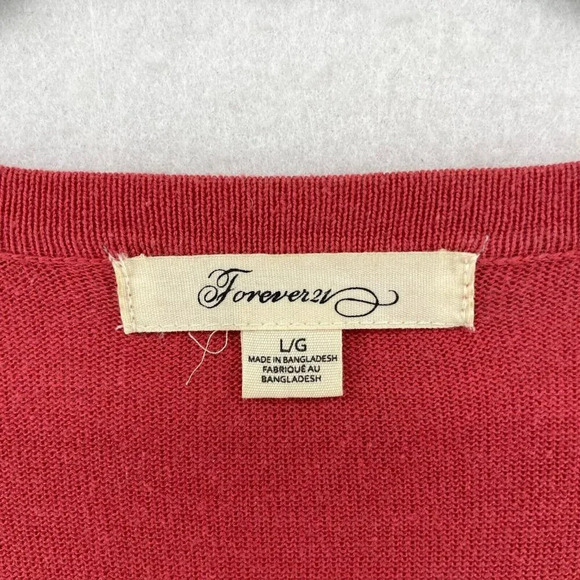 Forever21
L/G
MADE IN BANGLADESH
FABRIQUÉ AU
BANGLADESH